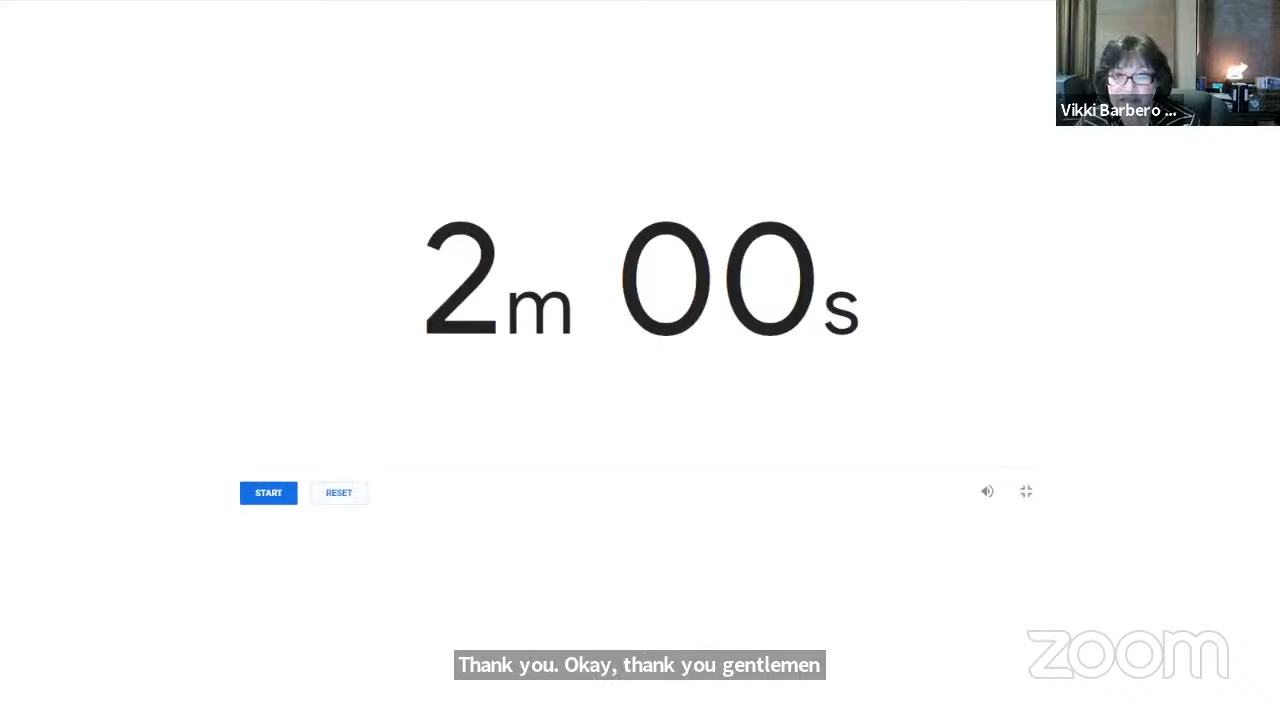 Vikki Barbero ...
2m 00s
START RESET
Thank you. Okay, thank you gentlemen
zoom